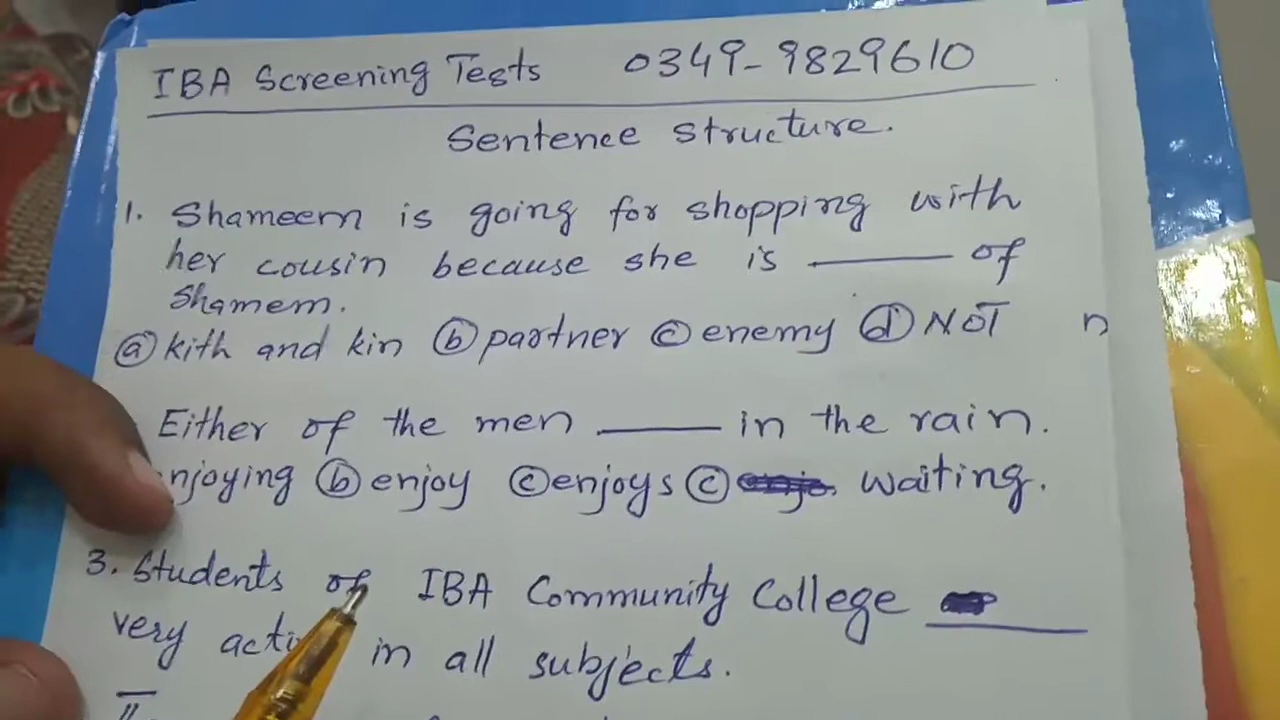 IBA Screening Tests 0349-9829610
Sentence structure.
1. Shameem is going for shopping with
her cousin because she is ______ of
Shamem.
ⓐ kith and kin ⓑ partner ⓒ enemy ⓓ NOT n
Either of the men ______ in the rain.
njoying ⓑ enjoy ⓒ enjoys ⓒ waiting.
3. Students of IBA Community College ______
very acti in all subjects.